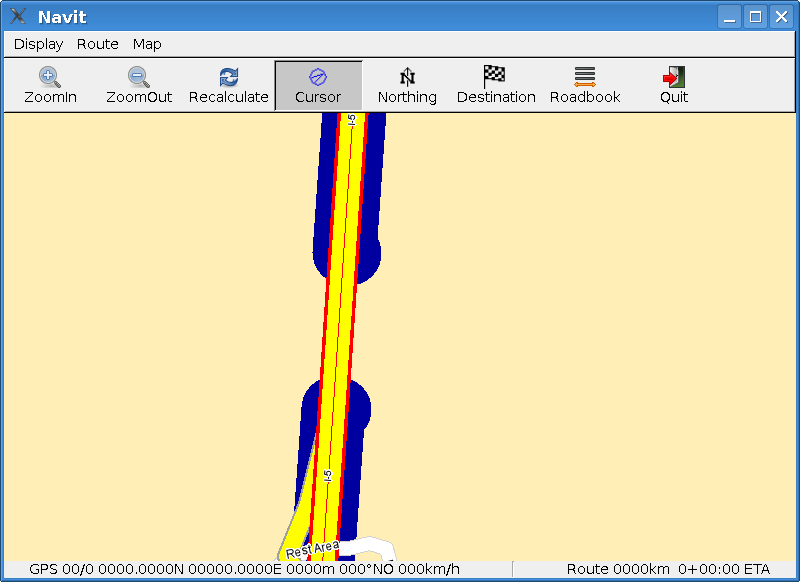 Navit
Display Route Map
ZoomIn ZoomOut Recalculate Cursor Northing Destination Roadbook Quit
I-5
I-5
Rest Area
GPS 00/0 0000.0000N 00000.0000E 0000m 000°NO 000km/h Route 0000km 0+00:00 ETA